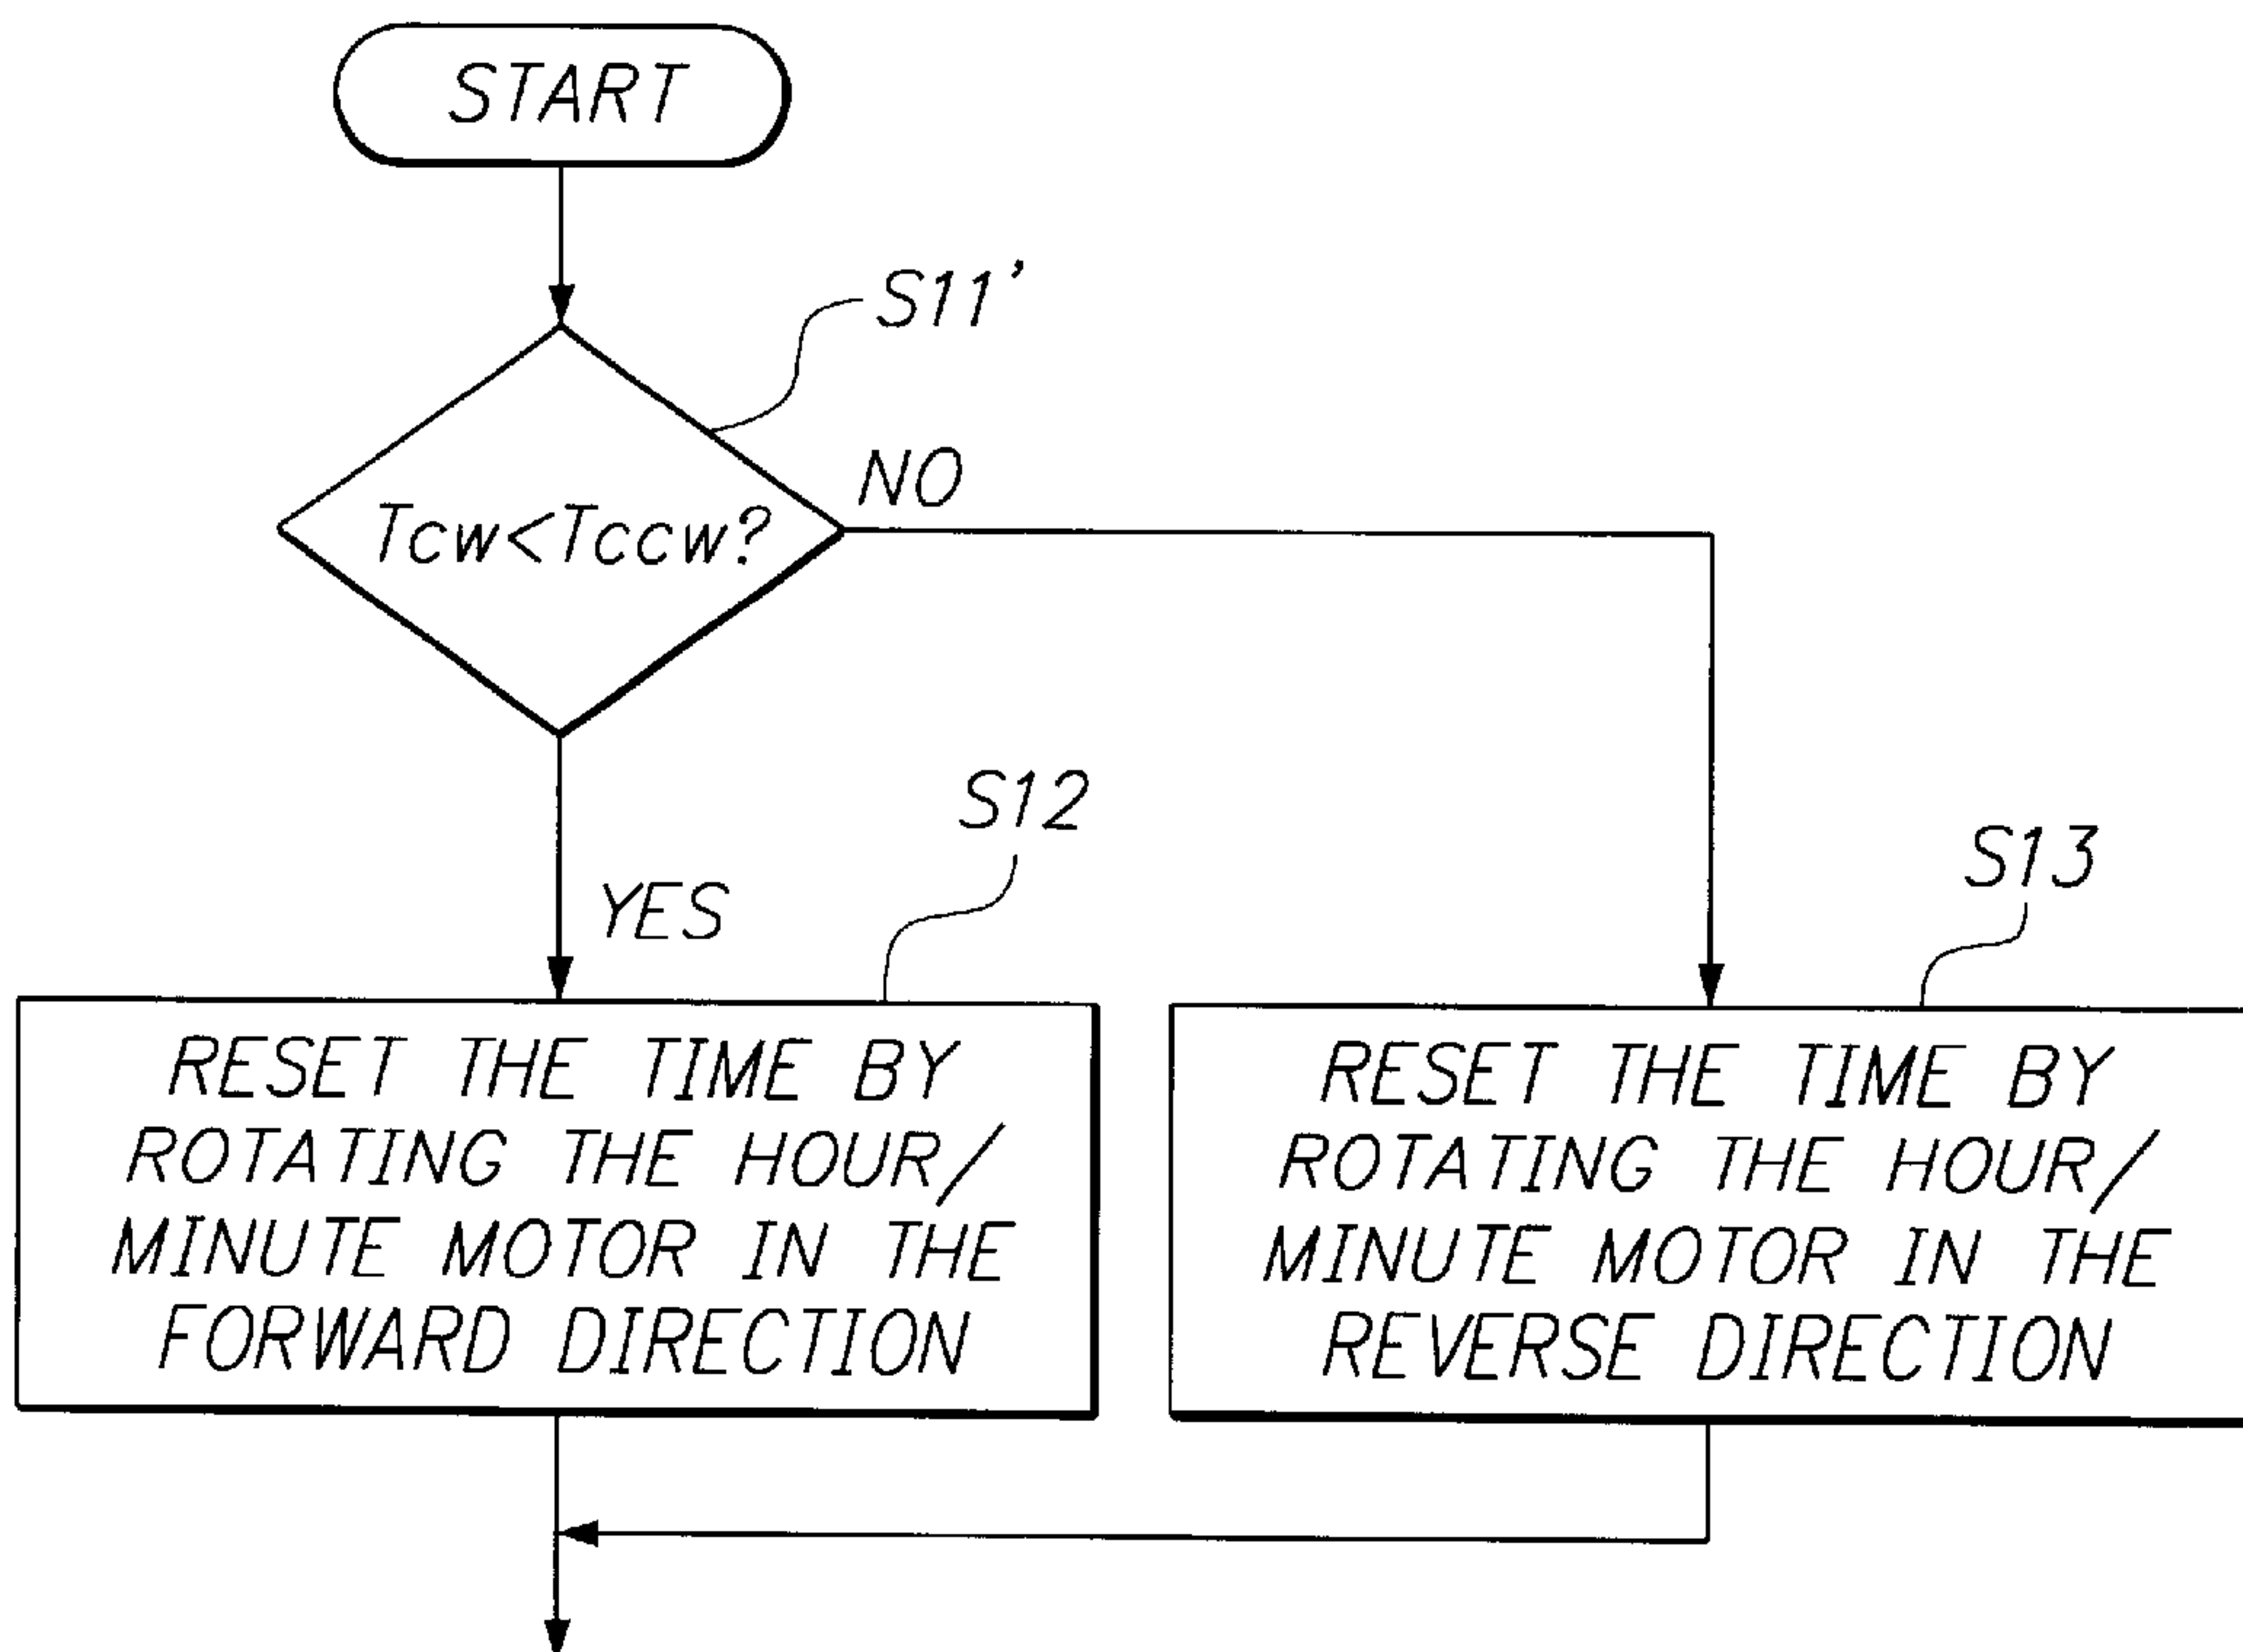 START
S11'
Tcw<Tccw?
NO
YES
S12
S13
RESET THE TIME BY
ROTATING THE HOUR/
MINUTE MOTOR IN THE
FORWARD DIRECTION
RESET THE TIME BY
ROTATING THE HOUR/
MINUTE MOTOR IN THE
REVERSE DIRECTION